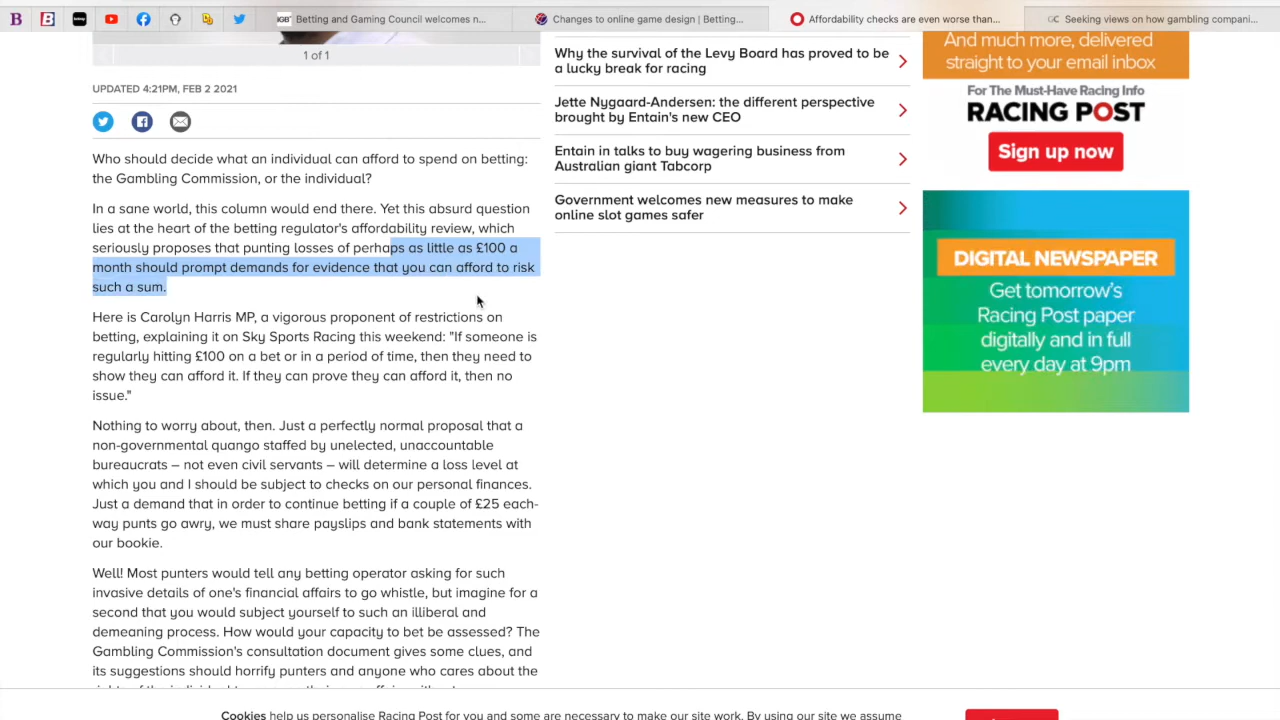 B
B
Betting and Gaming Council welcomes n...
Changes to online game design | Betting...
Affordability checks are even worse than...
GC
Seeking views on how gambling compani...
1 of 1
UPDATED 4:21PM, FEB 2 2021
Who should decide what an individual can afford to spend on betting:
the Gambling Commission, or the individual?
In a sane world, this column would end there. Yet this absurd question
lies at the heart of the betting regulator's affordability review, which
seriously proposes that punting losses of perhaps as little as £100 a
month should prompt demands for evidence that you can afford to risk
such a sum.
Here is Carolyn Harris MP, a vigorous proponent of restrictions on
betting, explaining it on Sky Sports Racing this weekend: "If someone is
regularly hitting £100 on a bet or in a period of time, then they need to
show they can afford it. If they can prove they can afford it, then no
issue."
Nothing to worry about, then. Just a perfectly normal proposal that a
non-governmental quango staffed by unelected, unaccountable
bureaucrats – not even civil servants – will determine a loss level at
which you and I should be subject to checks on our personal finances.
Just a demand that in order to continue betting if a couple of £25 each-
way punts go awry, we must share payslips and bank statements with
our bookie.
Well! Most punters would tell any betting operator asking for such
invasive details of one's financial affairs to go whistle, but imagine for a
second that you would subject yourself to such an illiberal and
demeaning process. How would your capacity to bet be assessed? The
Gambling Commission's consultation document gives some clues, and
its suggestions should horrify punters and anyone who cares about the
Why the survival of the Levy Board has proved to be
a lucky break for racing
Jette Nygaard-Andersen: the different perspective
brought by Entain's new CEO
Entain in talks to buy wagering business from
Australian giant Tabcorp
Government welcomes new measures to make
online slot games safer
And much more, delivered
straight to your email inbox
For The Must-Have Racing Info
RACING POST
Sign up now
DIGITAL NEWSPAPER
Get tomorrow's
Racing Post paper
digitally and in full
every day at 9pm
Cookies help us personalise Racing Post for you and some are necessary to make our site work. By using our site we assume